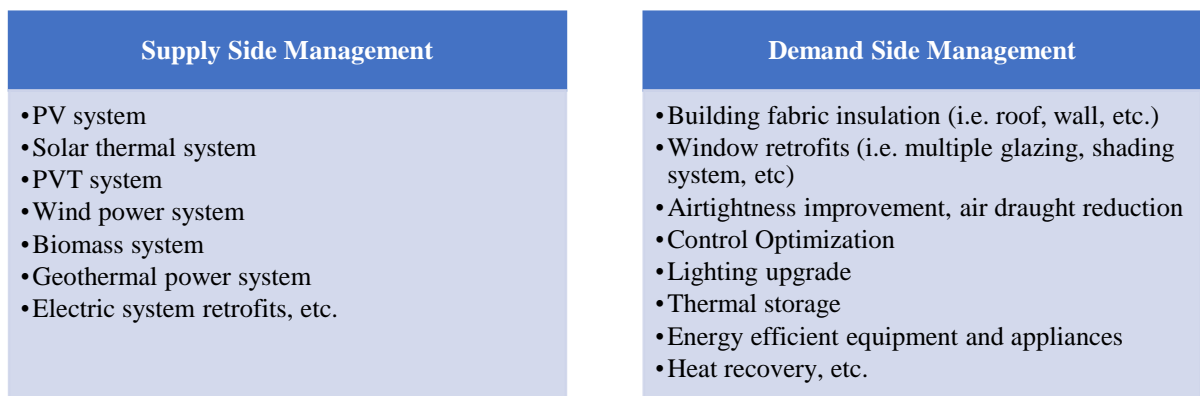 Supply Side Management
•PV system
•Solar thermal system
•PVT system
•Wind power system
•Biomass system
•Geothermal power system
•Electric system retrofits, etc.
Demand Side Management
•Building fabric insulation (i.e. roof, wall, etc.)
•Window retrofits (i.e. multiple glazing, shading
system, etc)
•Airtightness improvement, air draught reduction
•Control Optimization
•Lighting upgrade
•Thermal storage
•Energy efficient equipment and appliances
•Heat recovery, etc.